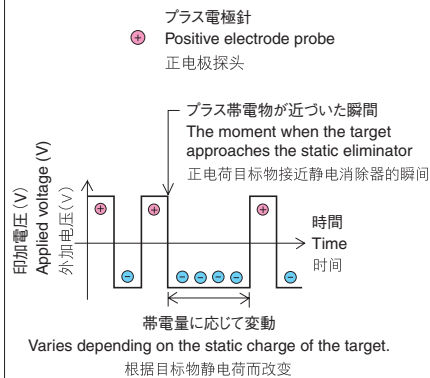 プラス電極針
Positive electrode probe
正电极探头
プラス帯電物が近づいた瞬間
The moment when the target
approaches the static eliminator
正电荷目标物接近静电消除器的瞬间
印加電圧(V)
Applied voltage (V)
外加电压(V)
時間
Time
时间
帯電量に応じて変動
Varies depending on the static charge of the target.
根据目标物静电荷而改变